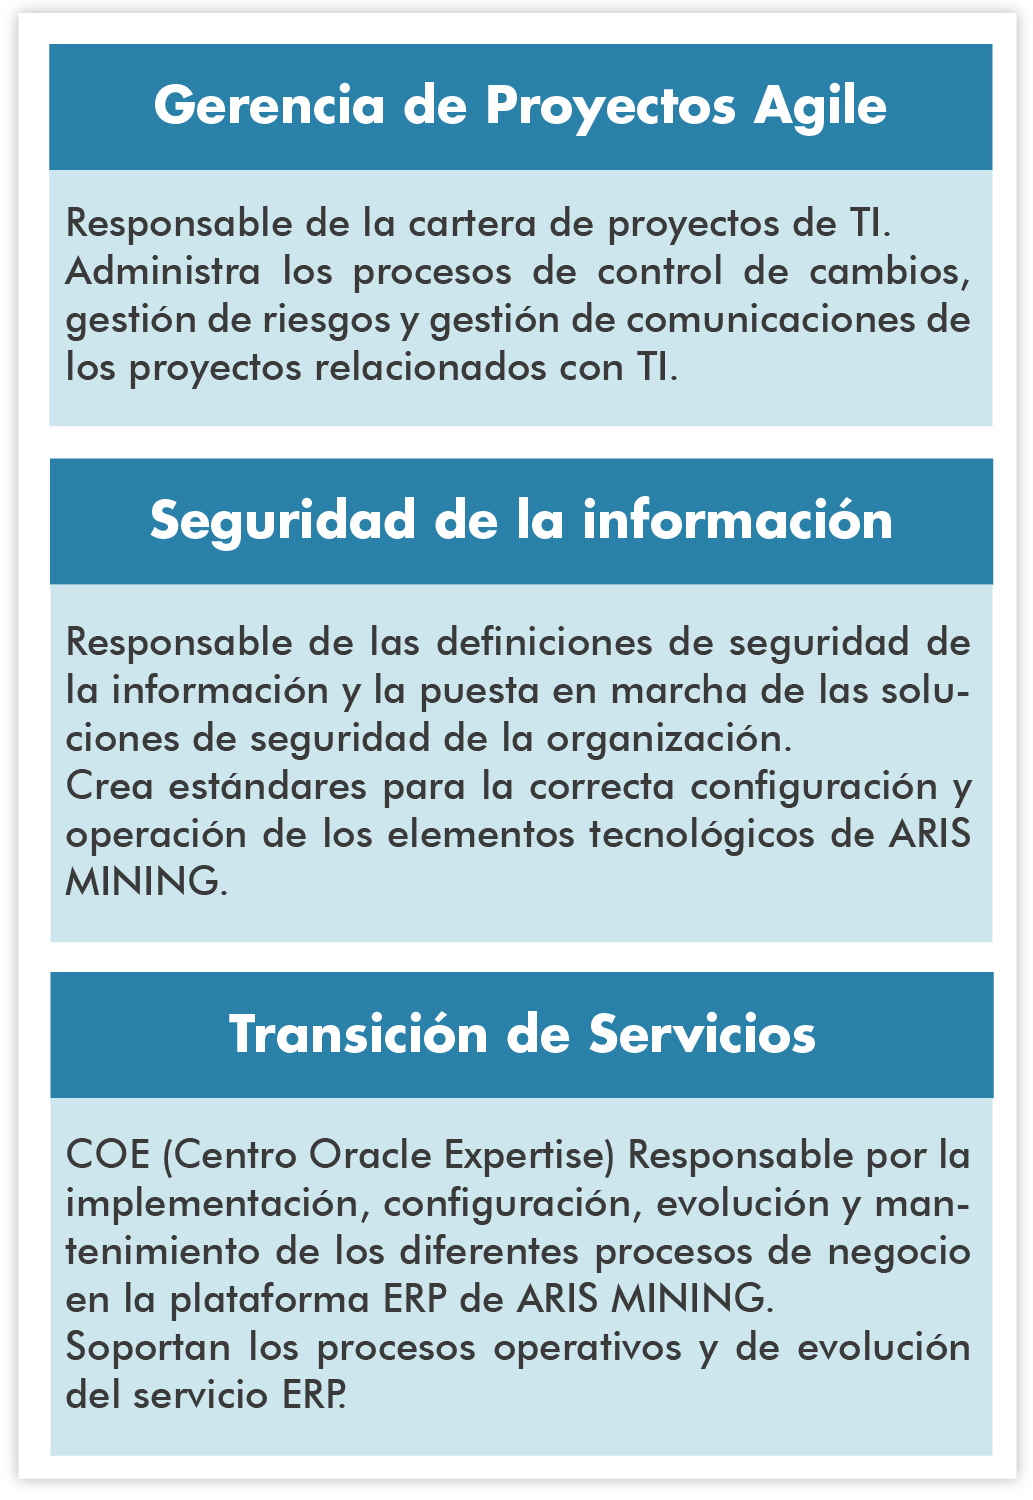 Gerencia de Proyectos Agile
Responsable de la cartera de proyectos de TI.
Administra los procesos de control de cambios,
gestión de riesgos y gestión de comunicaciones de
los proyectos relacionados con TI.
Seguridad de la información
Responsable de las definiciones de seguridad de
la información y la puesta en marcha de las solu-
ciones de seguridad de la organización.
Crea estándares para la correcta configuración y
operación de los elementos tecnológicos de ARIS
MINING.
Transición de Servicios
COE (Centro Oracle Expertise) Responsable por la
implementación, configuración, evolución y man-
tenimiento de los diferentes procesos de negocio
en la plataforma ERP de ARIS MINING.
Soportan los procesos operativos y de evolución
del servicio ERP.